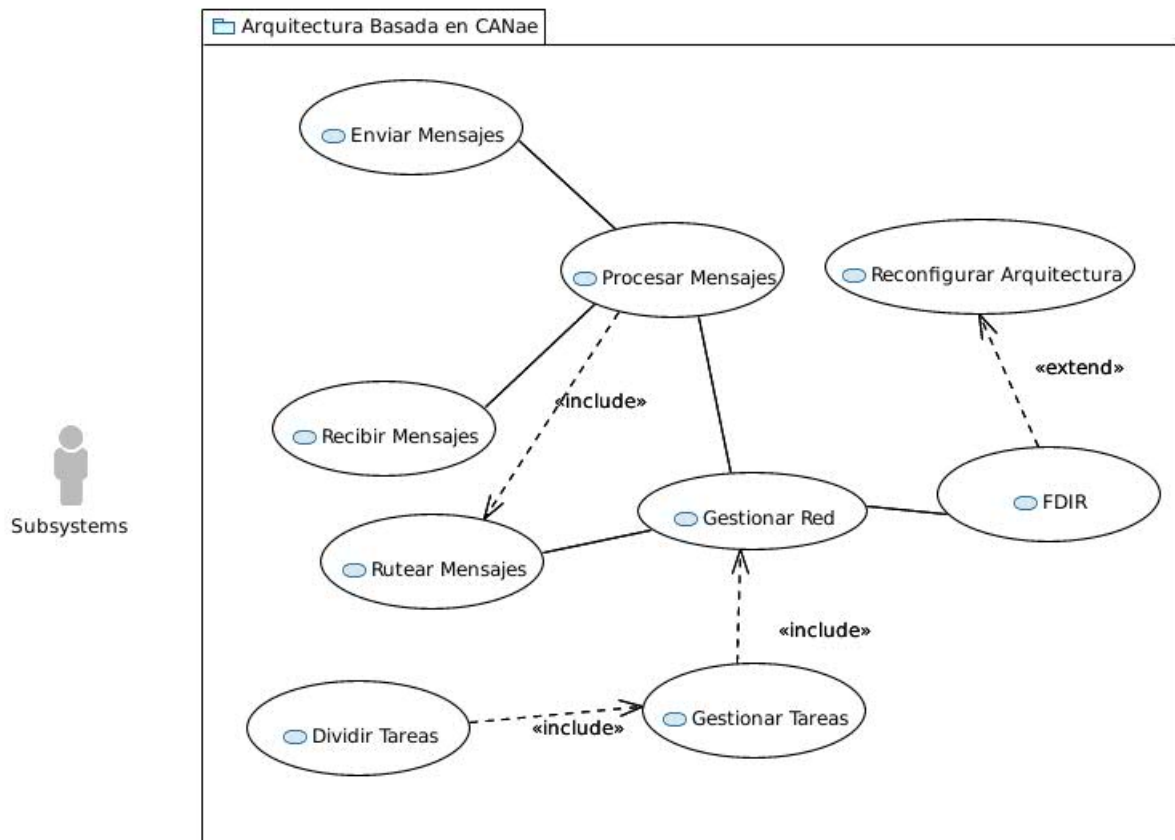 Arquitectura Basada en CANae
Enviar Mensajes
Procesar Mensajes
Reconfigurar Arquitectura
«extend»
«include»
Recibir Mensajes
Subsystems
FDIR
Gestionar Red
Rutear Mensajes
«include»
Gestionar Tareas
Dividir Tareas
«include»